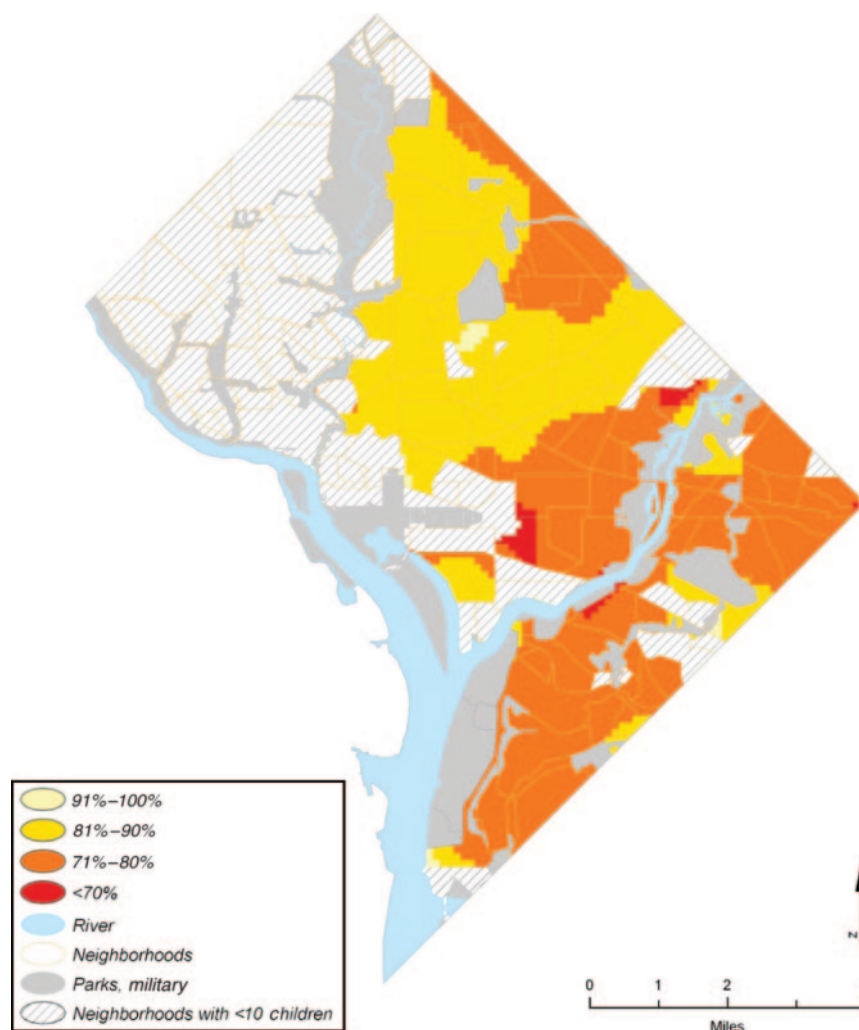 91%–100%
81%–90%
71%–80%
<70%
River
Neighborhoods
Parks, military
Neighborhoods with <10 children
0 1 2
Miles
z